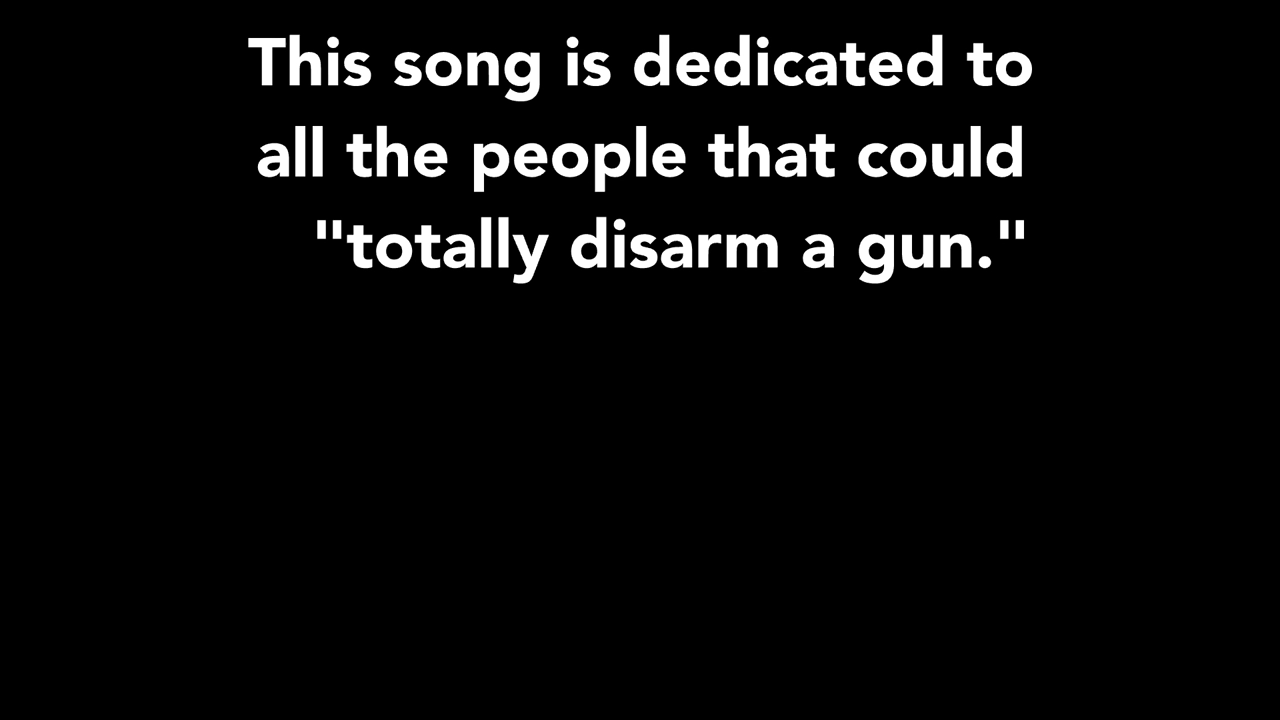 This song is dedicated to
all the people that could
"totally disarm a gun."